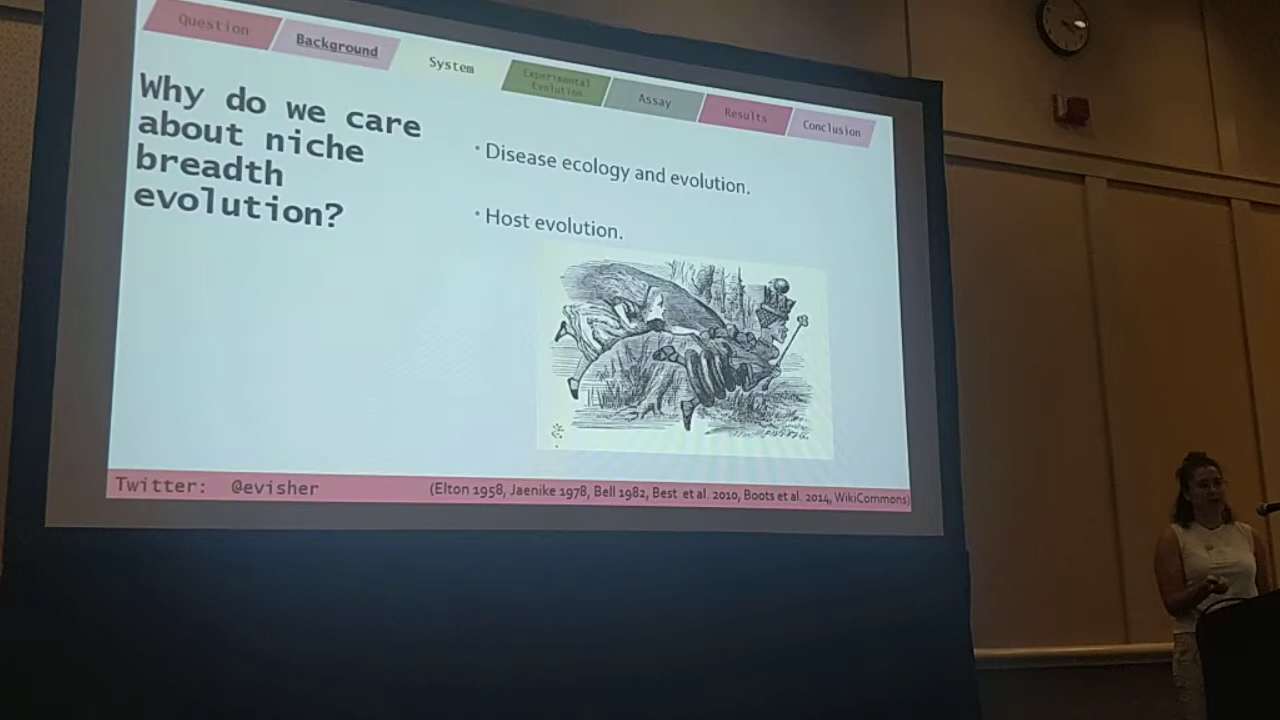 Question
Background
System
Experimental
Evolution
Assay
Results
Conclusion
Why do we care
about niche
breadth
evolution?
• Disease ecology and evolution.
• Host evolution.
Twitter: @evisher
(Elton 1958, Jaenike 1978, Bell 1982, Best et al. 2010, Boots et al. 2014, WikiCommons)